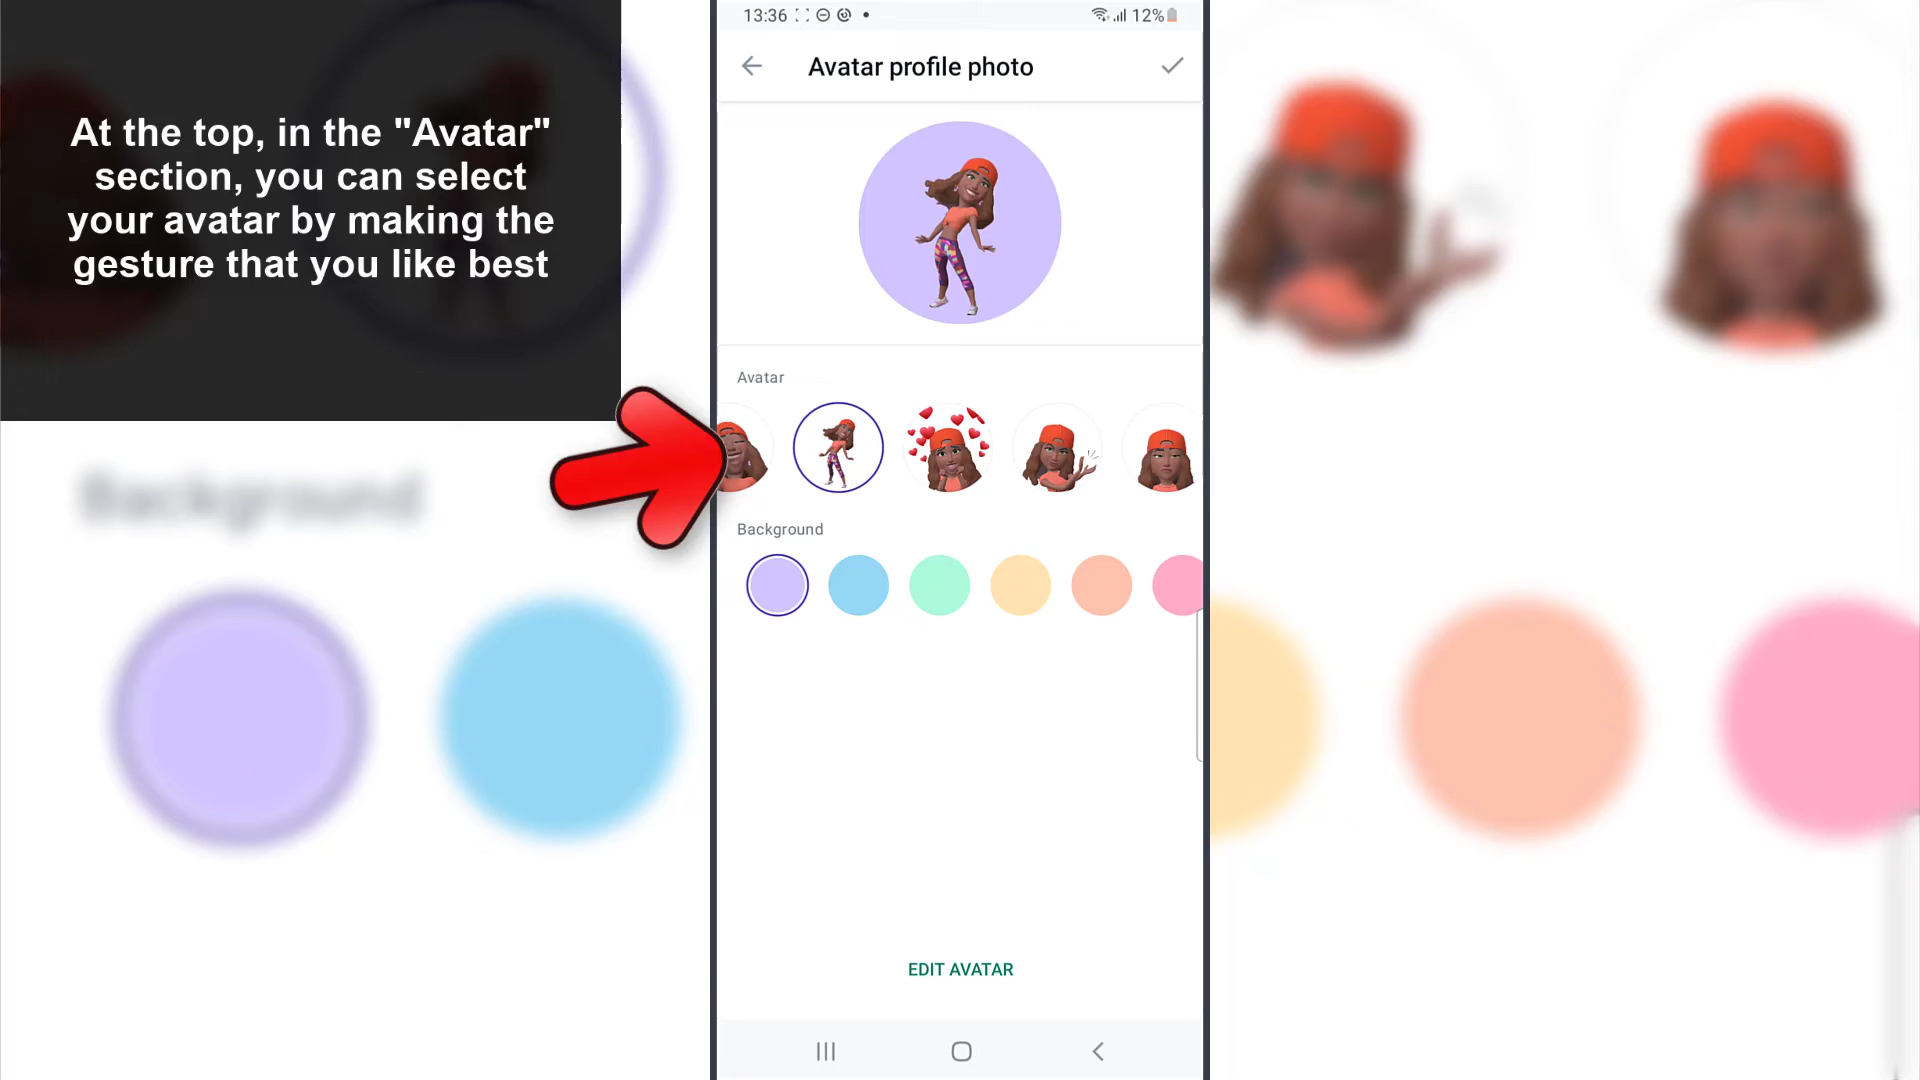 At the top, in the "Avatar"
section, you can select
your avatar by making the
gesture that you like best
13:36
12%
Avatar profile photo
Avatar
Background
Background
EDIT AVATAR